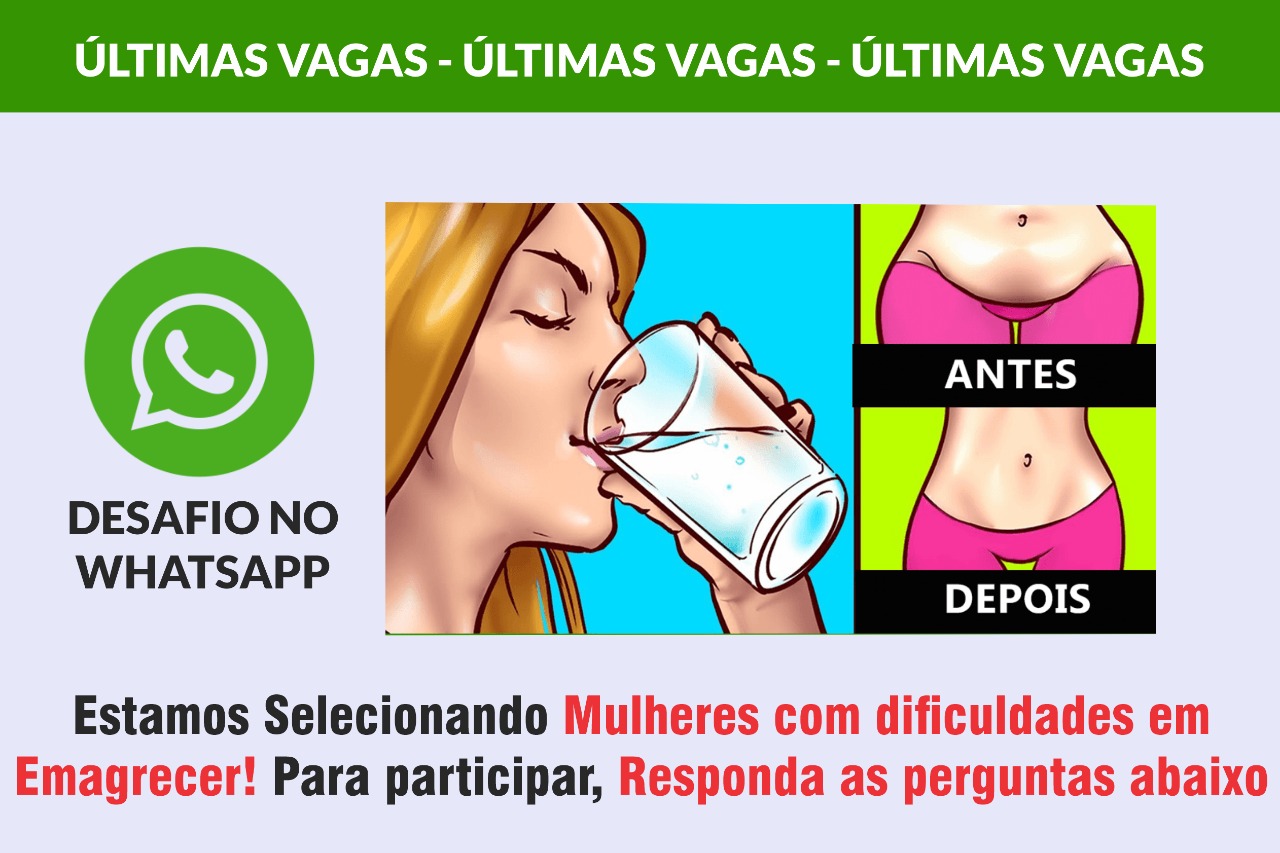 ÚLTIMAS VAGAS - ÚLTIMAS VAGAS - ÚLTIMAS VAGAS
DESAFIO NO
WHATSAPP
ANTES
DEPOIS
Estamos Selecionando Mulheres com dificuldades em
Emagrecer! Para participar, Responda as perguntas abaixo